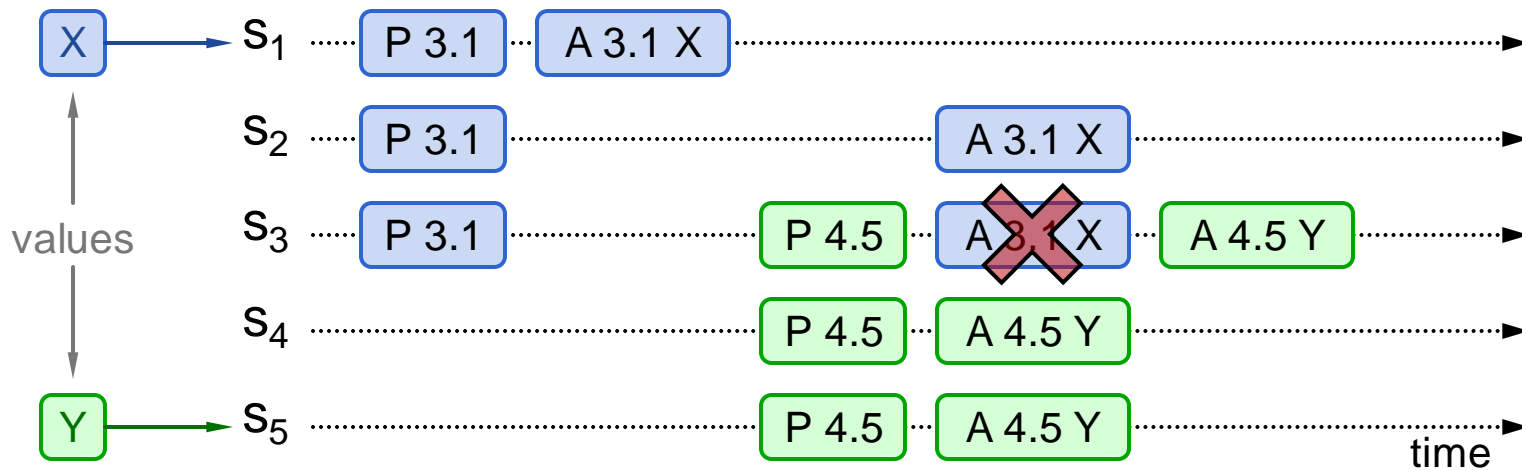 X s1 P 3.1 A 3.1 X
s2 P 3.1 A 3.1 X
values
s3 P 3.1 P 4.5 A 3.1 X A 4.5 Y
s4 P 4.5 A 4.5 Y
Y s5 P 4.5 A 4.5 Y
time